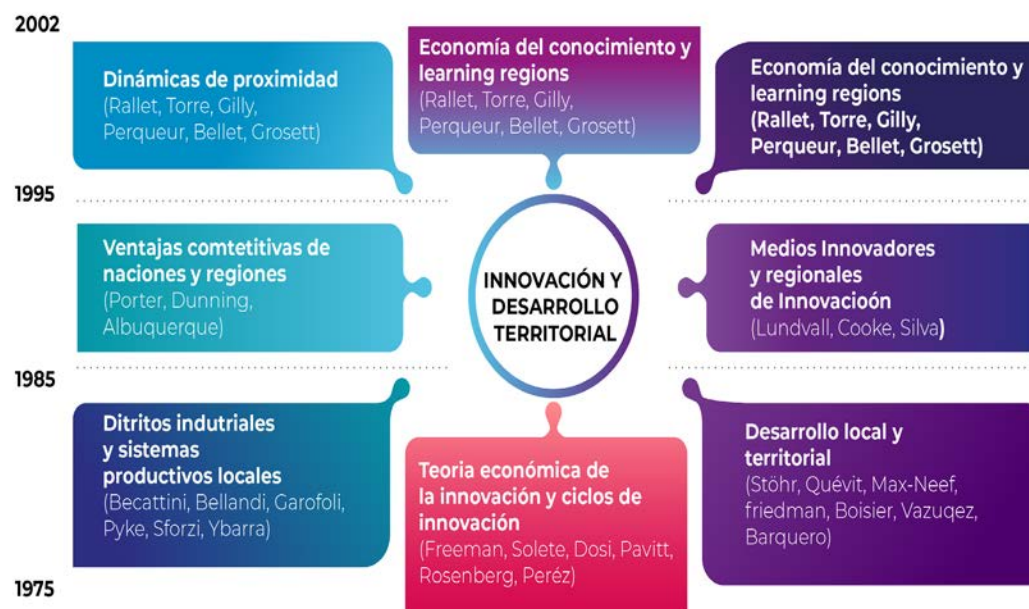 2002
Dinámicas de proximidad
(Rallet, Torre, Gilly,
Perqueur, Bellet, Grosett)
Economía del conocimiento y
learning regions
(Rallet, Torre, Gilly,
Perqueur, Bellet, Grosett)
Economía del conocimiento y
learning regions
(Rallet, Torre, Gilly,
Perqueur, Bellet, Grosett)
1995
Ventajas comtetitivas de
naciones y regiones
(Porter, Dunning,
Albuquerque)
INNOVACIÓN Y
DESARROLLO
TERRITORIAL
Medios Innovadores
y regionales
de Innovacioón
(Lundvall, Cooke, Silva)
1985
Ditritos indutriales
y sistemas
productivos locales
(Becattini, Bellandi, Garofoli,
Pyke, Sforzi, Ybarra)
Teoria económica de
la innovación y ciclos de
innovación
(Freeman, Solete, Dosi, Pavitt,
Rosenberg, Peréz)
Desarrollo local y
territorial
(Stöhr, Quévit, Max-Neef,
friedman, Boisier, Vazuqez,
Barquero)
1975